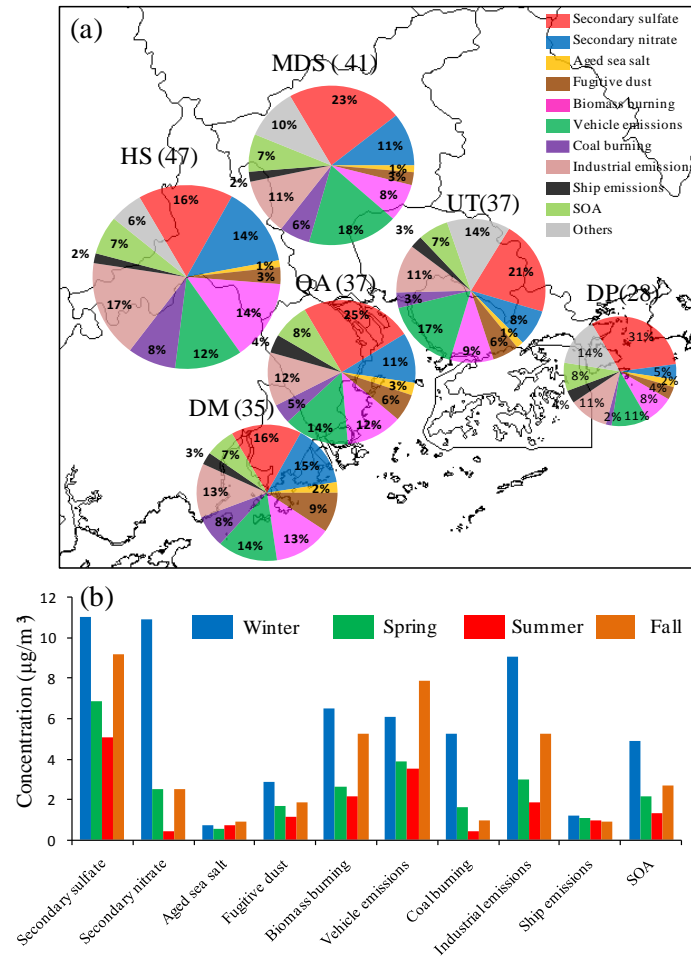 (a)
Secondary sulfate
Secondary nitrate
Aged sea salt
Fugitive dust
Biomass burning
Vehicle emissions
Coal burning
Industrial emission
Ship emissions
SOA
Others
MDS ( 41)
23%
11%
1%
3%
8%
18%
6%
11%
2%
7%
10%
HS (47)
16%
14%
1%
3%
14%
12%
8%
17%
2%
7%
6%
UT(37)
21%
8%
1%
6%
9%
17%
3%
11%
3%
7%
14%
QA (37)
25%
11%
3%
6%
12%
14%
5%
12%
4%
8%
DP(28)
31%
5%
2%
4%
8%
11%
2%
11%
4%
8%
14%
DM (35)
16%
15%
2%
9%
13%
14%
8%
13%
3%
7%
(b)
Winter Spring Summer Fall
Concentration (µg/m³)
12
10
8
6
4
2
0
Secondary sulfate
Secondary nitrate
Aged sea salt
Fugitive dust
Biomass burning
Vehicle emissions
Coal burning
Industrial emissions
Ship emissions
SOA